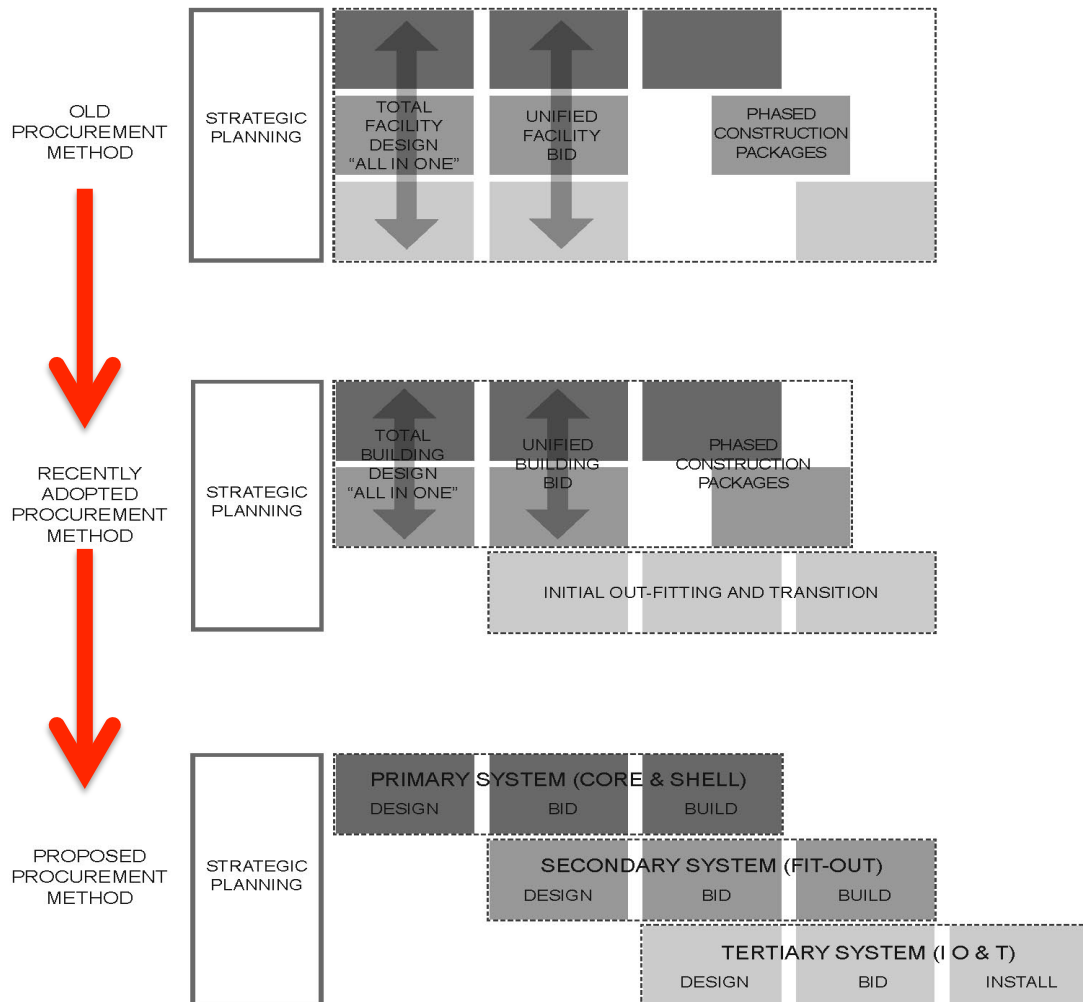 OLD
PROCUREMENT
METHOD
STRATEGIC
PLANNING
TOTAL
FACILITY
DESIGN
“ALL IN ONE”
UNIFIED
FACILITY
BID
PHASED
CONSTRUCTION
PACKAGES
RECENTLY
ADOPTED
PROCUREMENT
METHOD
STRATEGIC
PLANNING
TOTAL
BUILDING
DESIGN
“ALL IN ONE”
UNIFIED
BUILDING
BID
PHASED
CONSTRUCTION
PACKAGES
INITIAL OUT-FITTING AND TRANSITION
PROPOSED
PROCUREMENT
METHOD
STRATEGIC
PLANNING
PRIMARY SYSTEM (CORE & SHELL)
DESIGN BID BUILD
SECONDARY SYSTEM (FIT-OUT)
DESIGN BID BUILD
TERTIARY SYSTEM (I O & T)
DESIGN BID INSTALL